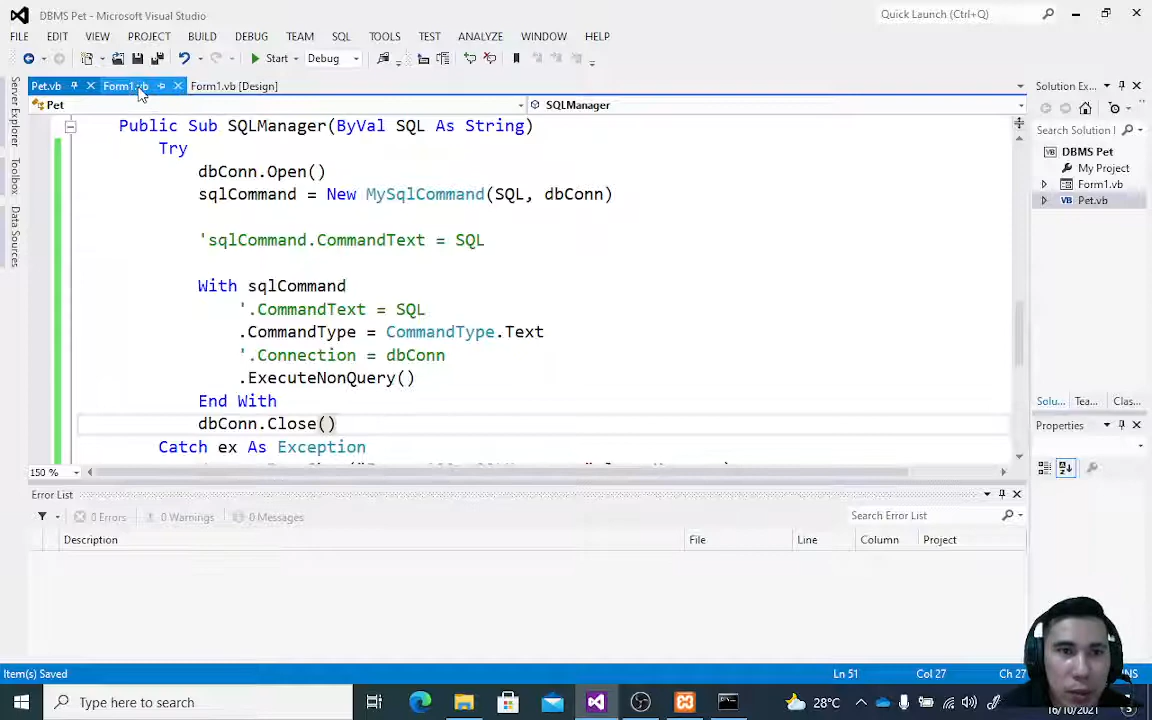 DBMS Pet - Microsoft Visual Studio
Quick Launch (Ctrl+Q)
FILE EDIT VIEW PROJECT BUILD DEBUG TEAM SQL TOOLS TEST ANALYZE WINDOW HELP
Start Debug
Pet.vb Form1.vb Form1.vb [Design]
Solution Ex...
Pet SQLManager
Server Explorer
Toolbox
Data Sources
Public Sub SQLManager(ByVal SQL As String)
Try
dbConn.Open()
sqlCommand = New MySqlCommand(SQL, dbConn)
'sqlCommand.CommandText = SQL
With sqlCommand
'.CommandText = SQL
.CommandType = CommandType.Text
'.Connection = dbConn
.ExecuteNonQuery()
End With
dbConn.Close()
Catch ex As Exception
150 %
Search Solution
DBMS Pet
My Project
Form1.vb
VB Pet.vb
Solu... Tea... Clas...
Properties
Error List
0 Errors 0 Warnings 0 Messages
Search Error List
Description File Line Column Project
Item(s) Saved
Ln 51 Col 27 Ch 27
Type here to search
28°C
16/10/2021